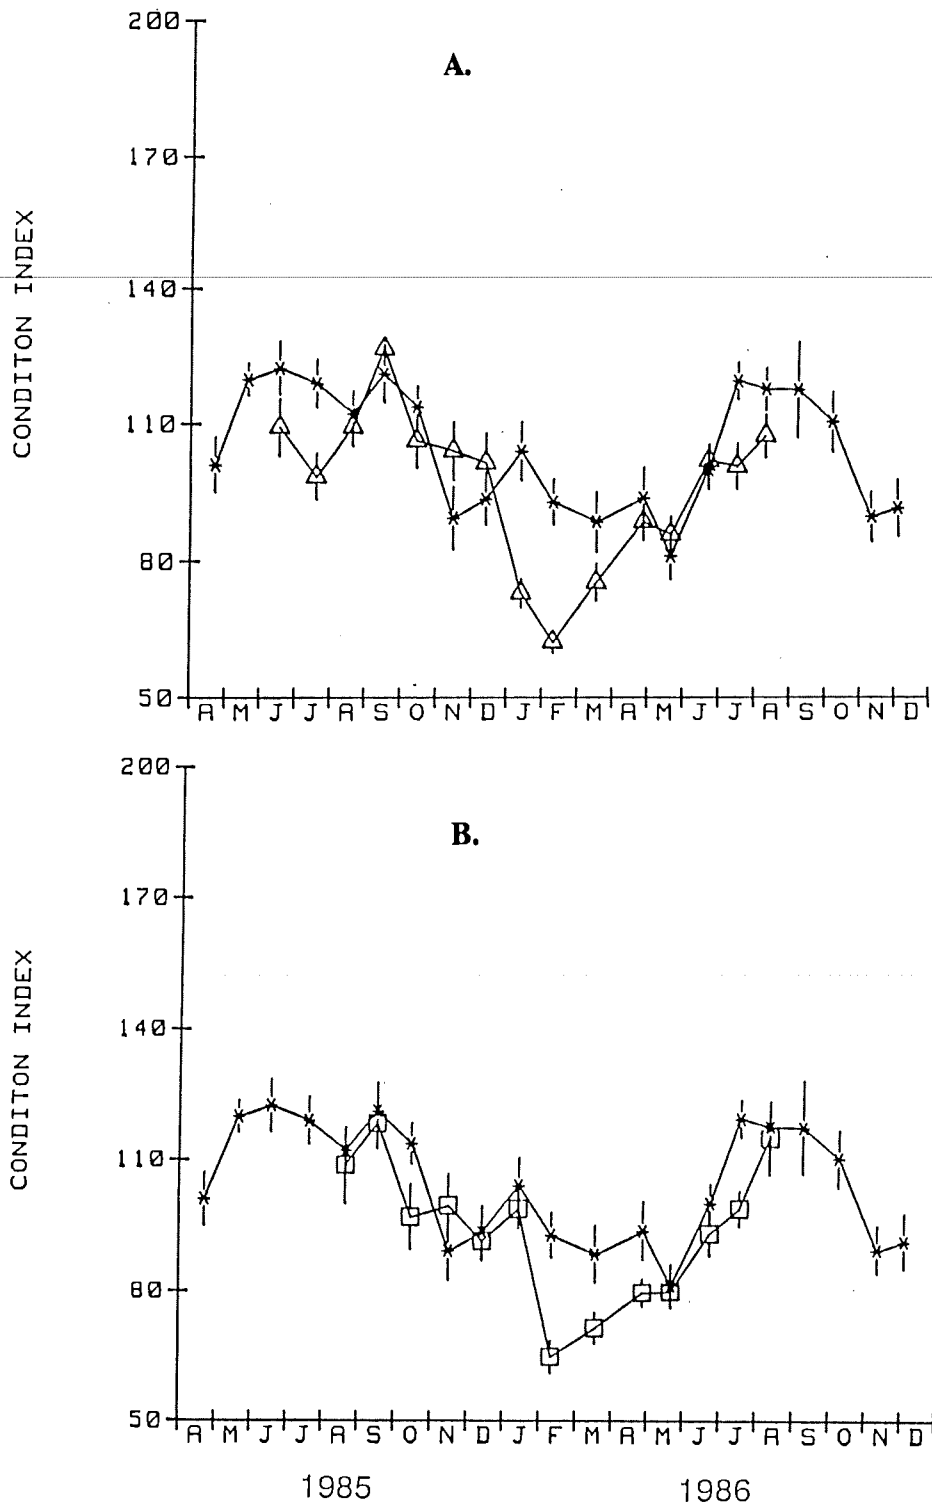 200
A.
170
CONDITON INDEX
140
110
80
50
A M J J A S O N D J F M A M J J A S O N D
200
B.
170
CONDITON INDEX
140
110
80
50
A M J J A S O N D J F M A M J J A S O N D
1985 1986